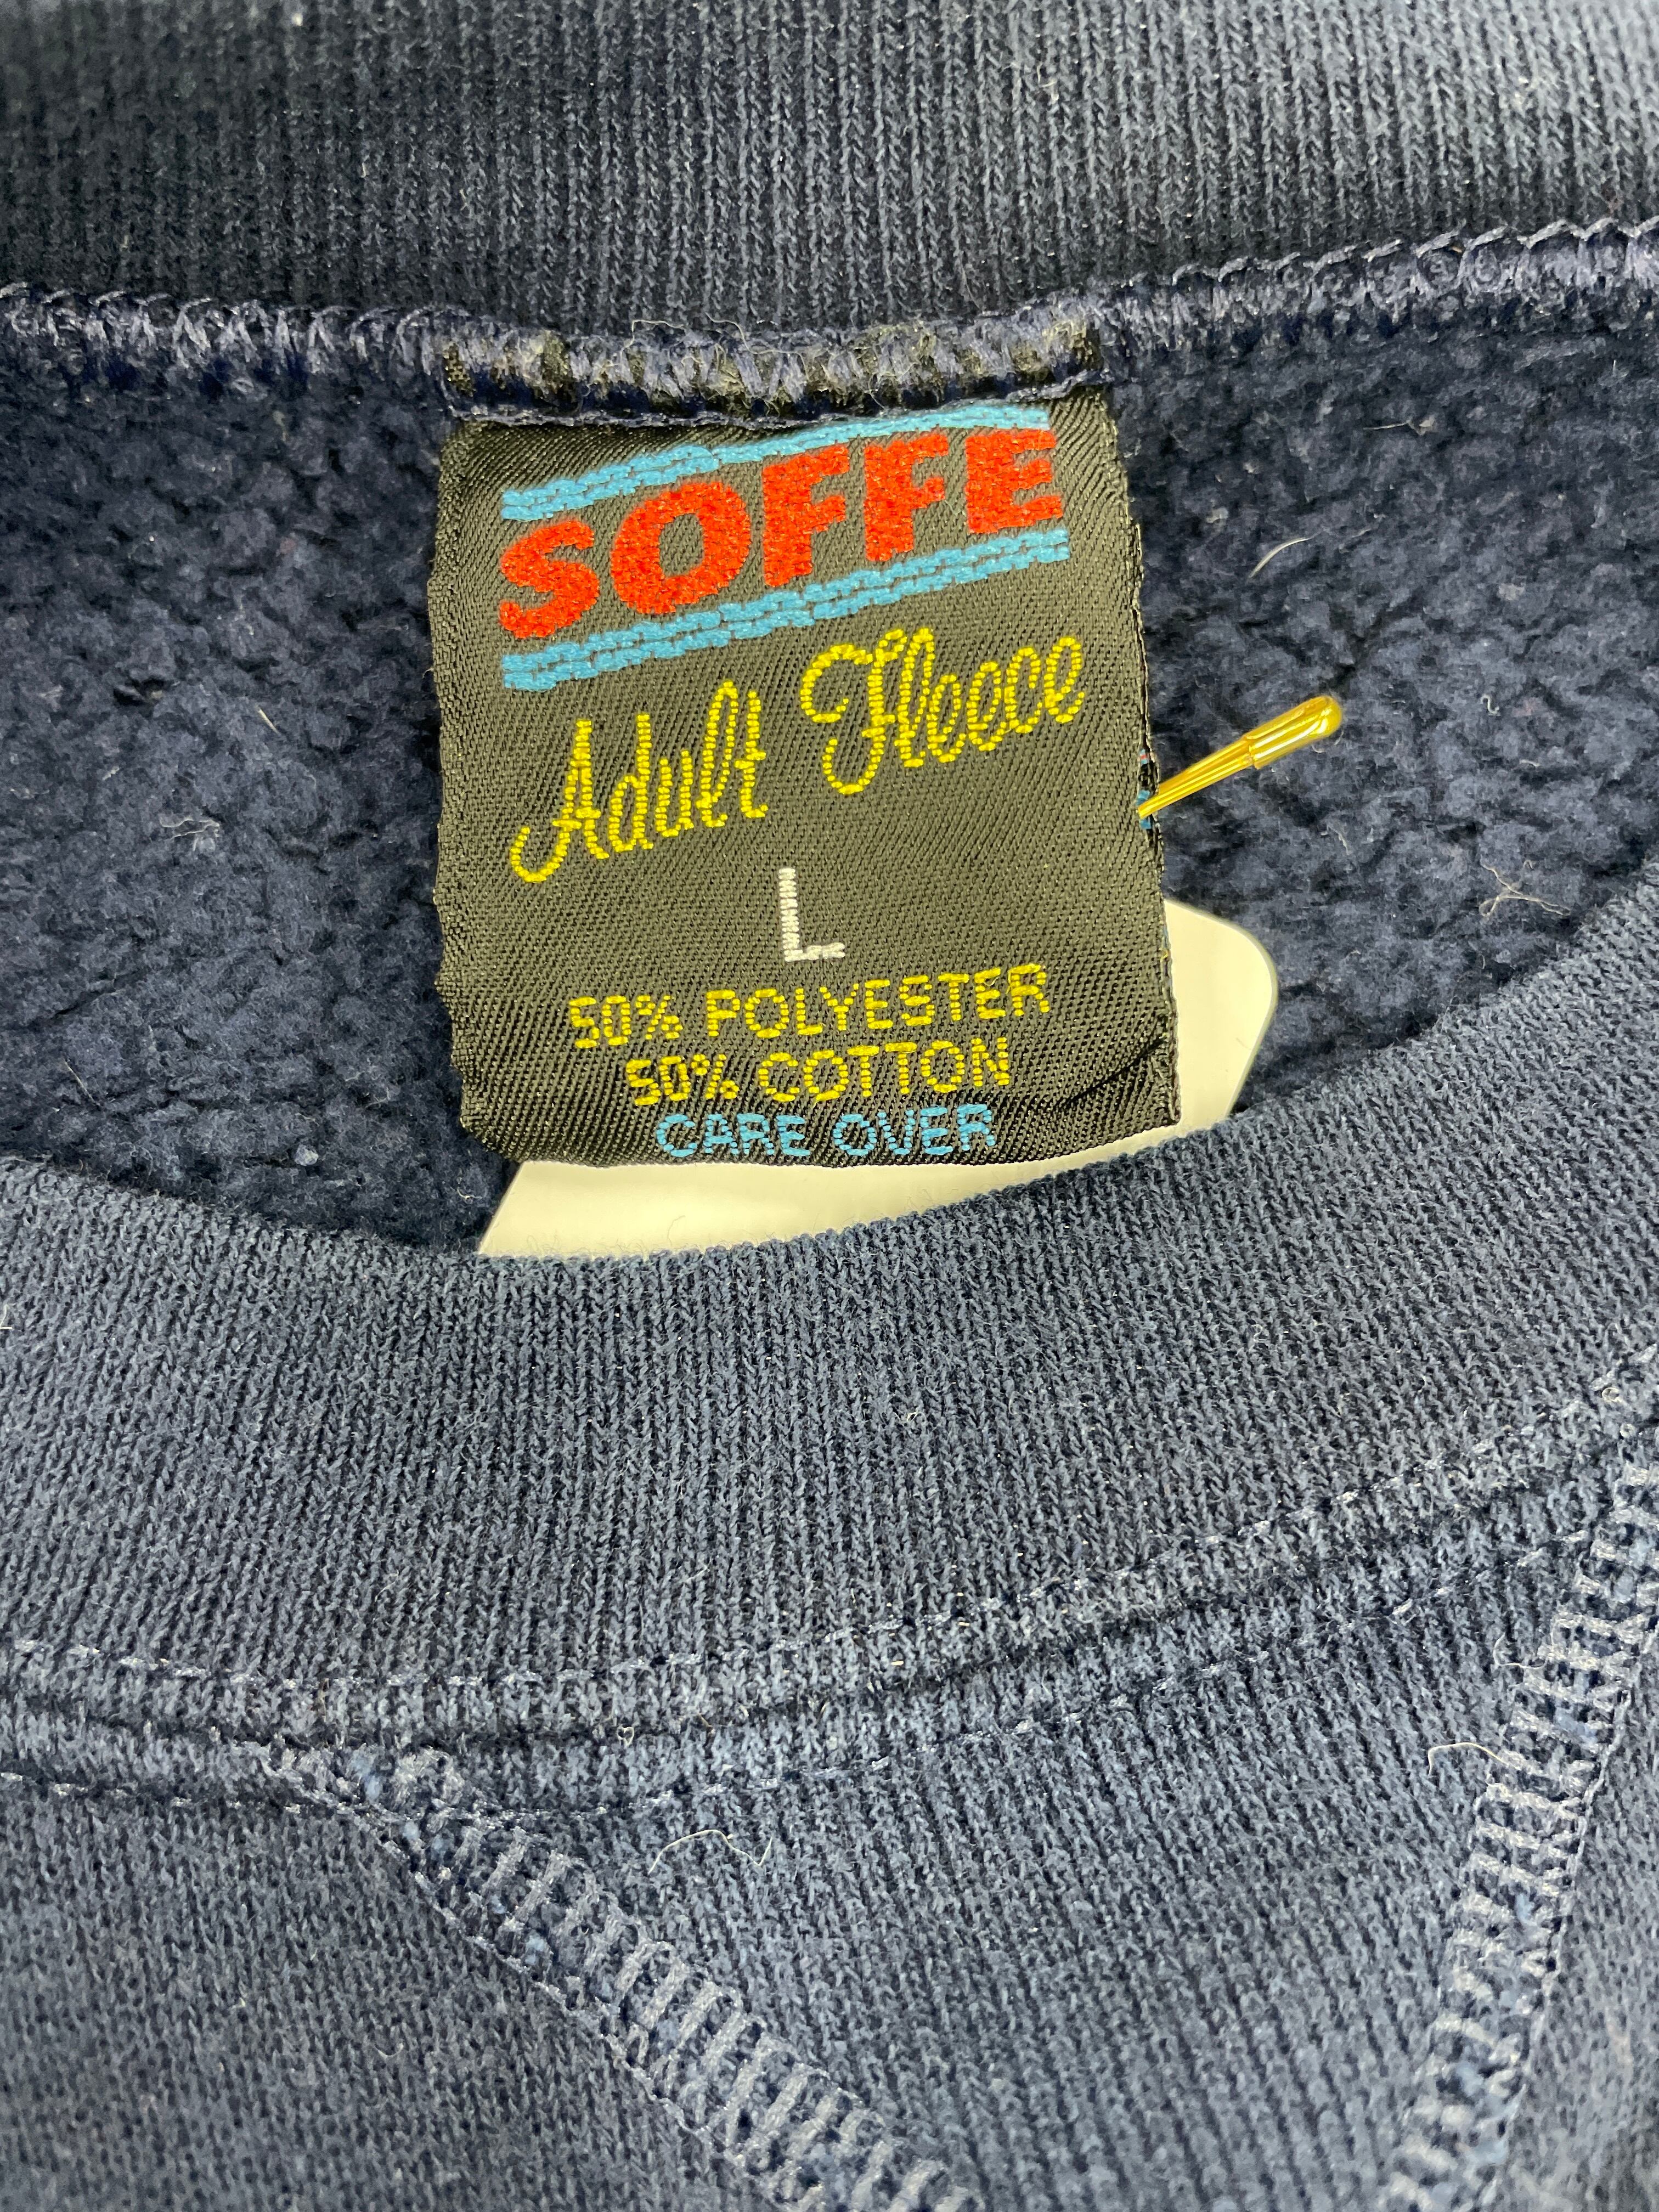 SOFFE
Adult Fleece
L
50% POLYESTER
50% COTTON
CARE OVER